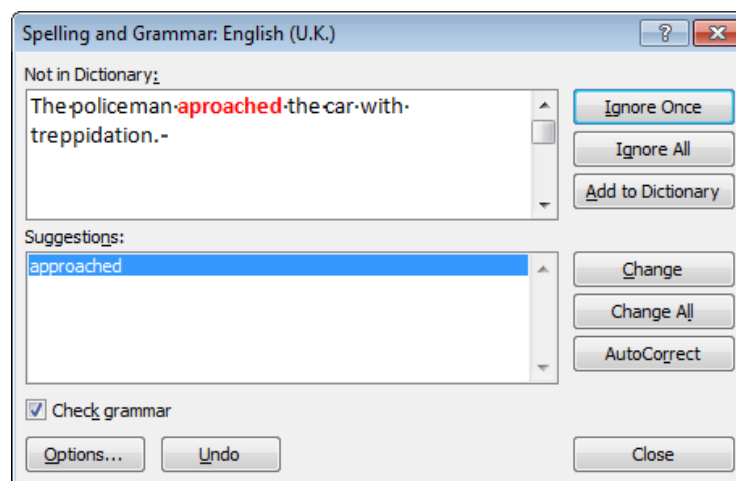 Spelling and Grammar: English (U.K.)
Not in Dictionary:
The·policeman·aproached·the·car·with·
treppidation.-
Ignore Once
Ignore All
Add to Dictionary
Suggestions:
approached
Change
Change All
AutoCorrect
Check grammar
Options...
Undo
Close